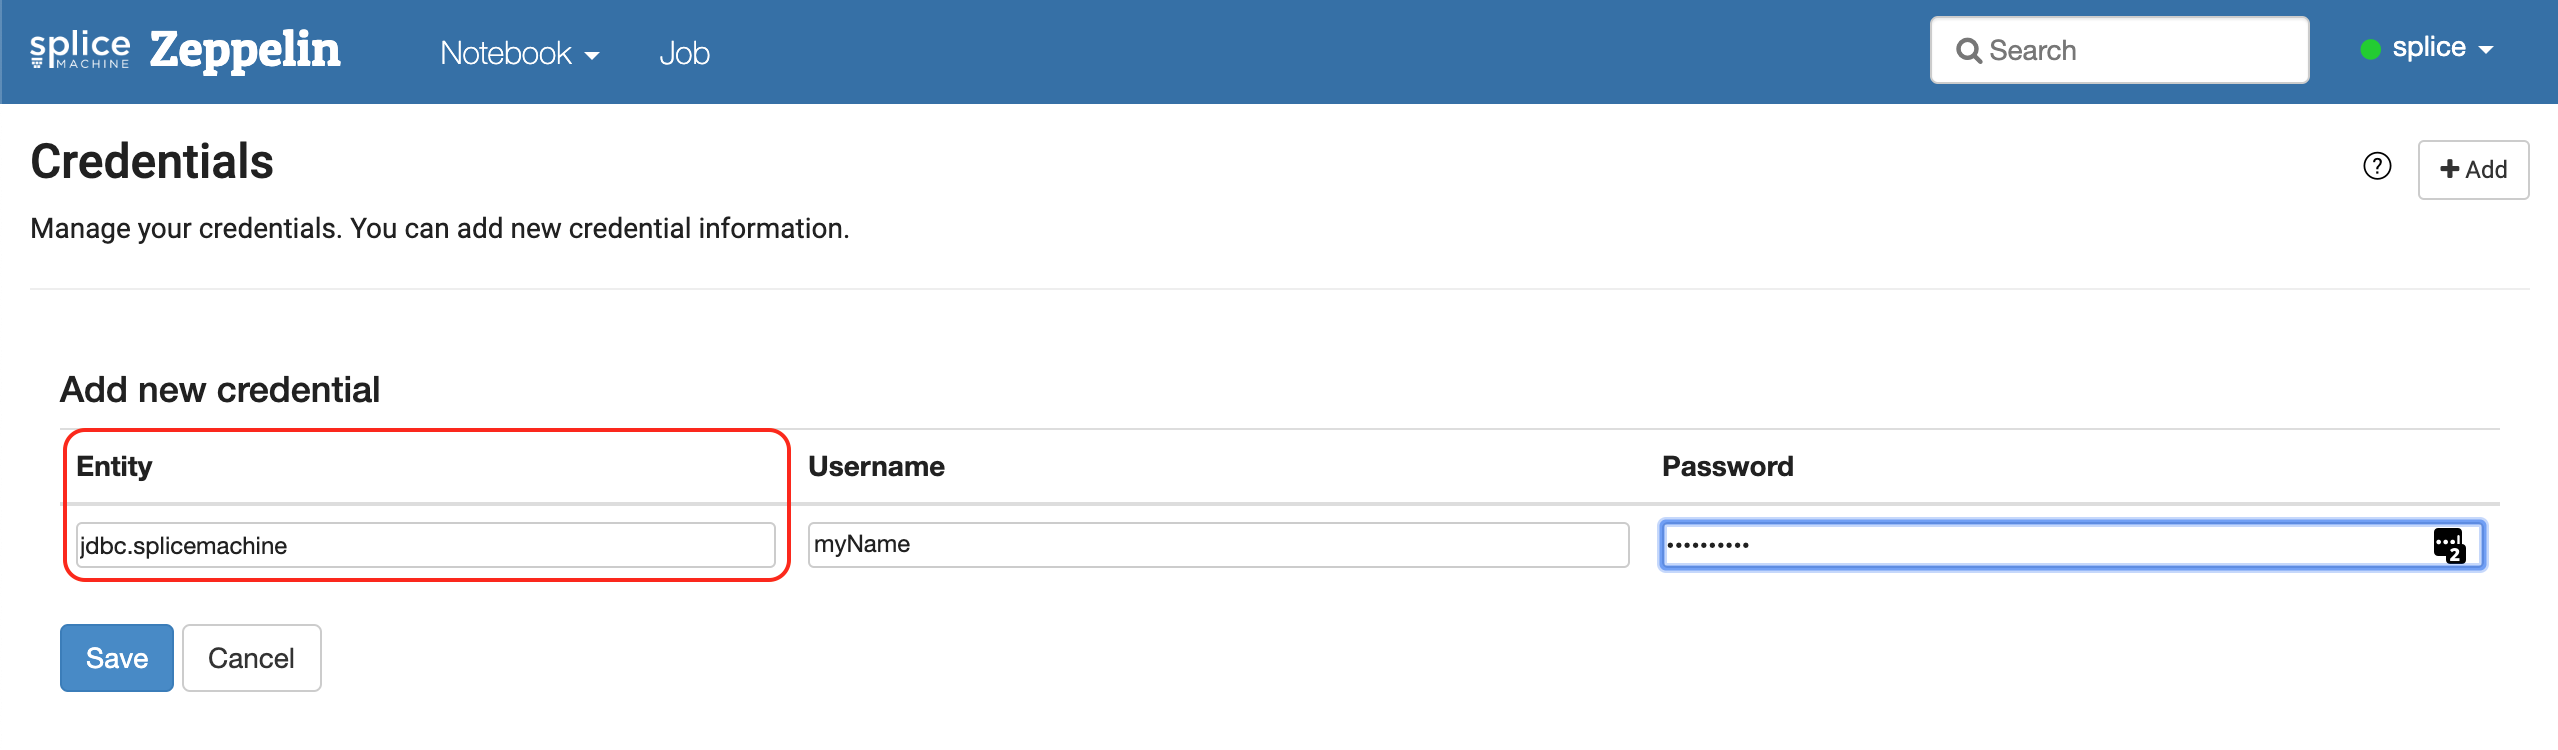 splice MACHINE Zeppelin Notebook Job Search splice
Credentials
? Add
Manage your credentials. You can add new credential information.
Add new credential
Entity Username Password
jdbc.splicemachine myName •••••••••• 2
Save Cancel